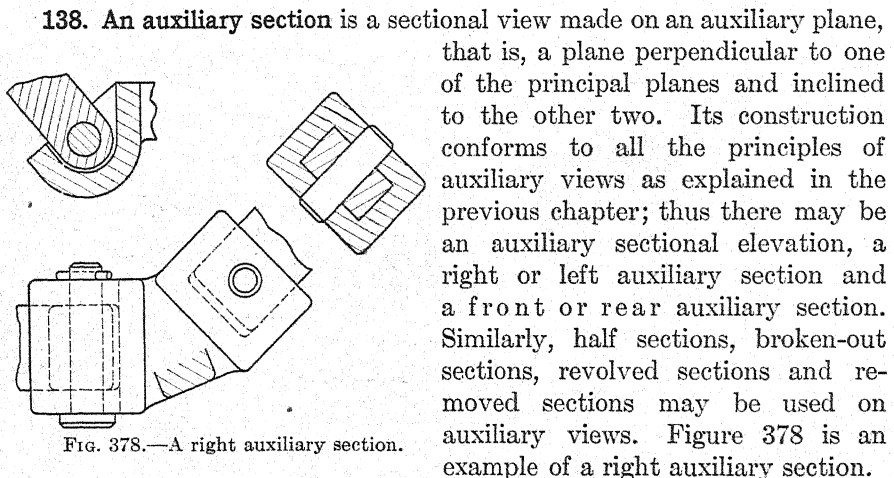 138. An auxiliary section is a sectional view made on an auxiliary plane,
that is, a plane perpendicular to one
of the principal planes and inclined
to the other two. Its construction
conforms to all the principles of
auxiliary views as explained in the
previous chapter; thus there may be
an auxiliary sectional elevation, a
right or left auxiliary section and
a front or rear auxiliary section.
Similarly, half sections, broken-out
sections, revolved sections and re-
moved sections may be used on
auxiliary views. Figure 378 is an
example of a right auxiliary section.
FIG. 378.—A right auxiliary section.